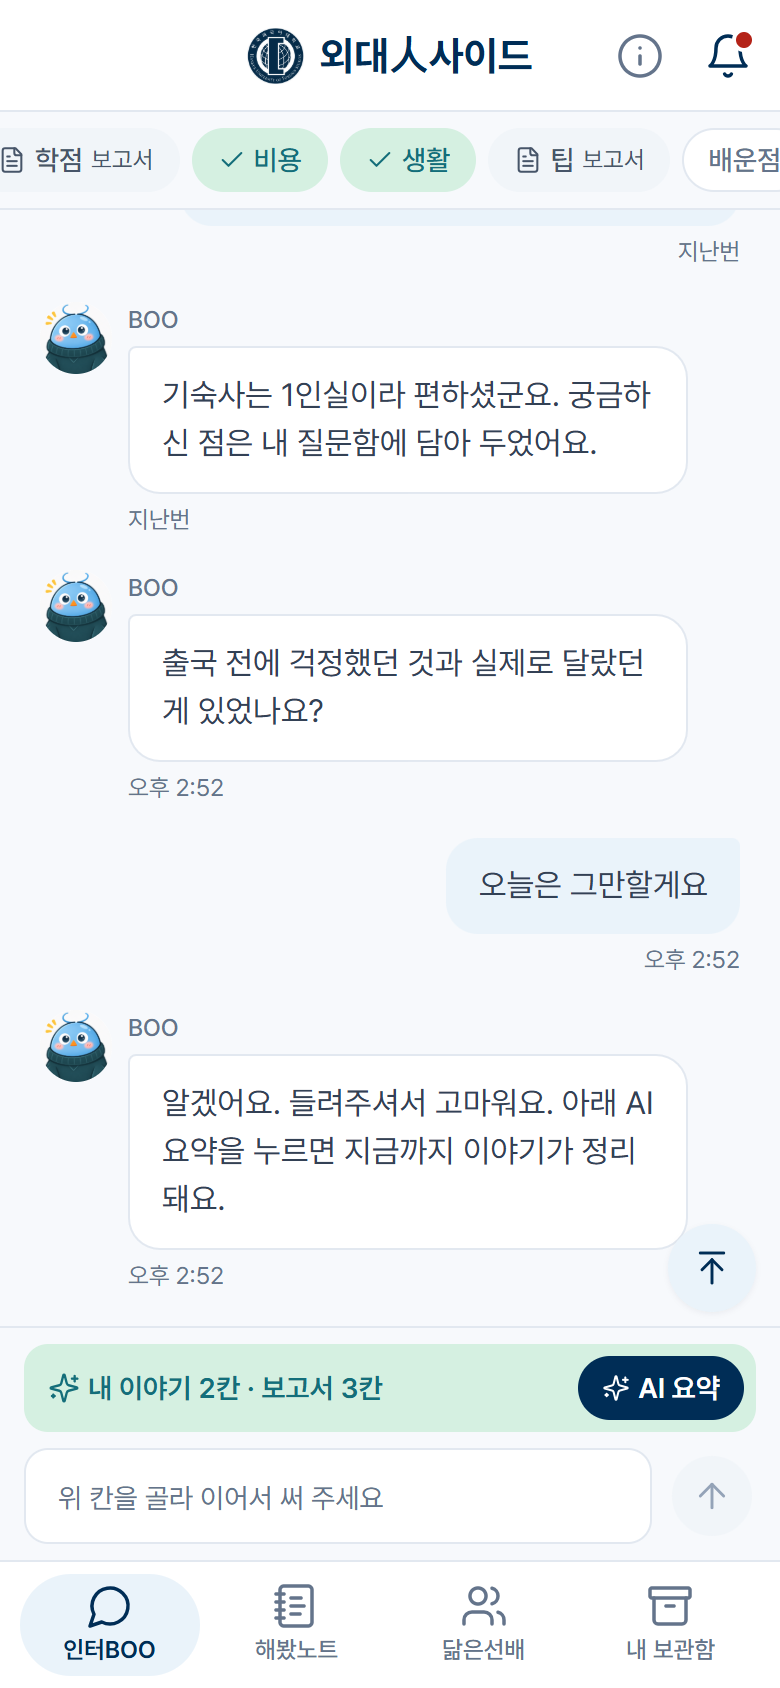 외대人사이드
학점 보고서
비용
생활
팁 보고서
배운점
지난번
BOO
기숙사는 1인실이라 편하셨군요. 궁금하
신 점은 내 질문함에 담아 두었어요.
지난번
BOO
출국 전에 걱정했던 것과 실제로 달랐던
게 있었나요?
오후 2:52
오늘은 그만할게요
오후 2:52
BOO
알겠어요. 들려주셔서 고마워요. 아래 AI
요약을 누르면 지금까지 이야기가 정리
돼요.
오후 2:52
내 이야기 2칸 · 보고서 3칸
AI 요약
위 칸을 골라 이어서 써 주세요
인터BOO
해봤노트
닮은선배
내 보관함